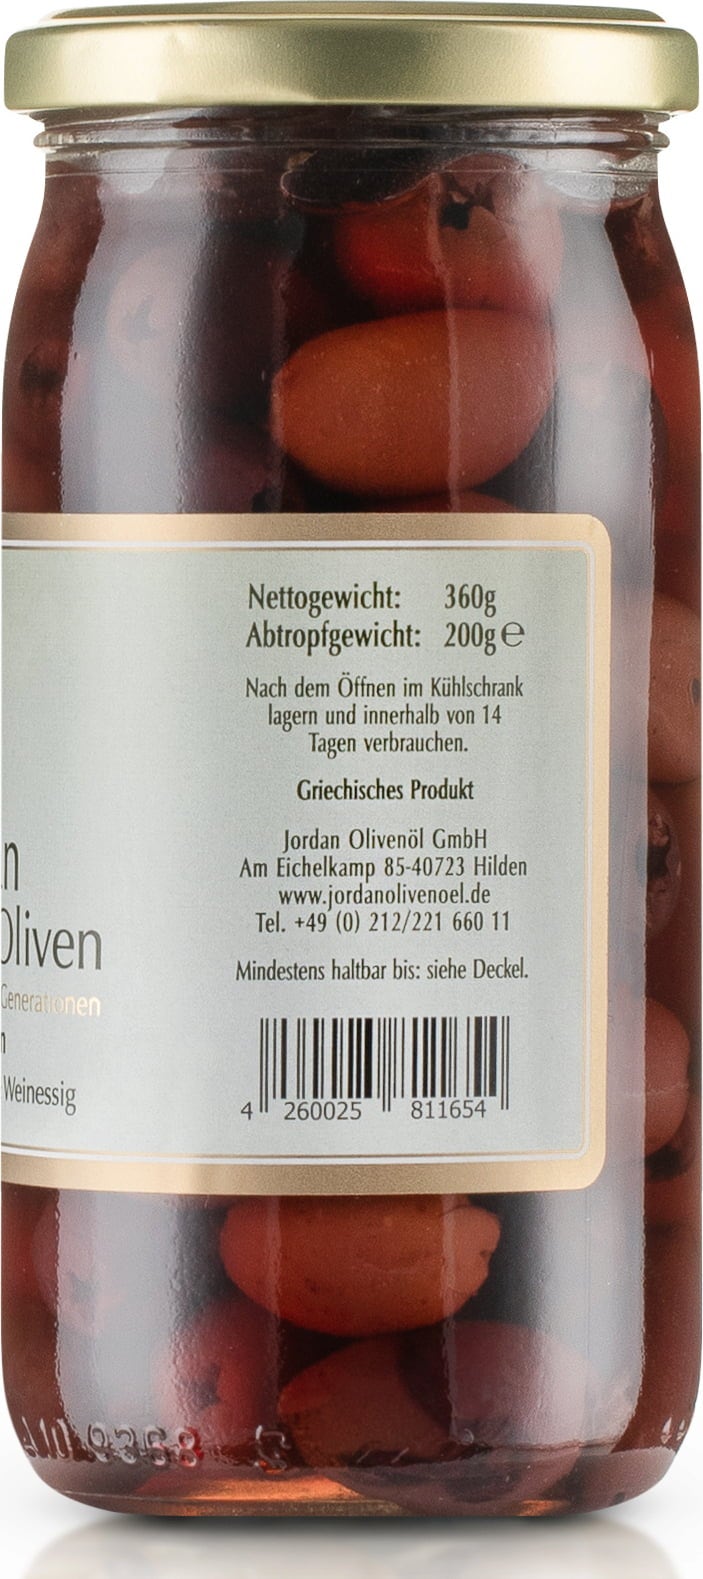 Nettogewicht: 360g
Abtropfgewicht: 200g ℮
Nach dem Öffnen im Kühlschrank
lagern und innerhalb von 14
Tagen verbrauchen.
Griechisches Produkt
Jordan Olivenöl GmbH
Am Eichelkamp 85-40723 Hilden
www.jordanolivenoel.de
Tel. +49 (0) 212/221 660 11
Mindestens haltbar bis: siehe Deckel.
4 260025 811654
n
Oliven
Generationen
n
Weinessig